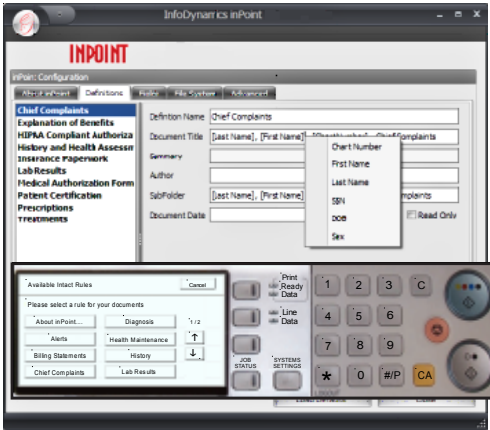 InfoDynamics inPoint
INPOINT
inPoint Configuration
About inPoint Definitions Fields File System Advanced
Chief Complaints
Explanation of Benefits
HIPAA Compliant Authoriza
History and Health Assessm
Insurance Paperwork
Lab Results
Medical Authorization Form
Patient Certification
Prescriptions
Treatments
Defintion Name Chief Complaints
Document Title [Last Name], [First Name], [Chart Number] - Chief Complaints
Summary
Author
SubFolder [Last Name], [First Name] mplaints
Document Date Read Only
Chart Number
First Name
Last Name
SSN
DOB
Sex
Available Intact Rules Cancel
Please select a rule for your documents
About inPoint.... Diagnosis 1 / 2
Alerts Health Maintenance
Billing Statements History
Chief Complaints Lab Results
Print
Ready
Data
Line
Data
JOB
STATUS
SYSTEMS
SETTINGS
1 2 3 C
4 5 6
7 8 9
* 0 #/P CA